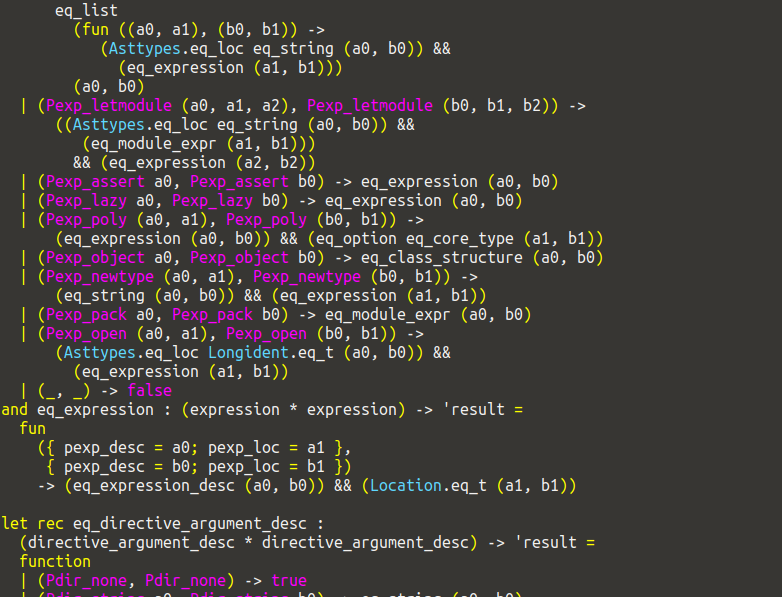 eq_list
(fun ((a0, a1), (b0, b1)) ->
(Asttypes.eq_loc eq_string (a0, b0)) &&
(eq_expression (a1, b1)))
(a0, b0)
| (Pexp_letmodule (a0, a1, a2), Pexp_letmodule (b0, b1, b2)) ->
((Asttypes.eq_loc eq_string (a0, b0)) &&
(eq_module_expr (a1, b1)))
&& (eq_expression (a2, b2))
| (Pexp_assert a0, Pexp_assert b0) -> eq_expression (a0, b0)
| (Pexp_lazy a0, Pexp_lazy b0) -> eq_expression (a0, b0)
| (Pexp_poly (a0, a1), Pexp_poly (b0, b1)) ->
(eq_expression (a0, b0)) && (eq_option eq_core_type (a1, b1))
| (Pexp_object a0, Pexp_object b0) -> eq_class_structure (a0, b0)
| (Pexp_newtype (a0, a1), Pexp_newtype (b0, b1)) ->
(eq_string (a0, b0)) && (eq_expression (a1, b1))
| (Pexp_pack a0, Pexp_pack b0) -> eq_module_expr (a0, b0)
| (Pexp_open (a0, a1), Pexp_open (b0, b1)) ->
(Asttypes.eq_loc Longident.eq_t (a0, b0)) &&
(eq_expression (a1, b1))
| (_, _) -> false
and eq_expression : (expression * expression) -> 'result =
fun
({ pexp_desc = a0; pexp_loc = a1 },
{ pexp_desc = b0; pexp_loc = b1 })
-> (eq_expression_desc (a0, b0)) && (Location.eq_t (a1, b1))
let rec eq_directive_argument_desc :
(directive_argument_desc * directive_argument_desc) -> 'result =
function
| (Pdir_none, Pdir_none) -> true
| (Pdir_string a0, Pdir_string b0) -> eq_string (a0, b0)